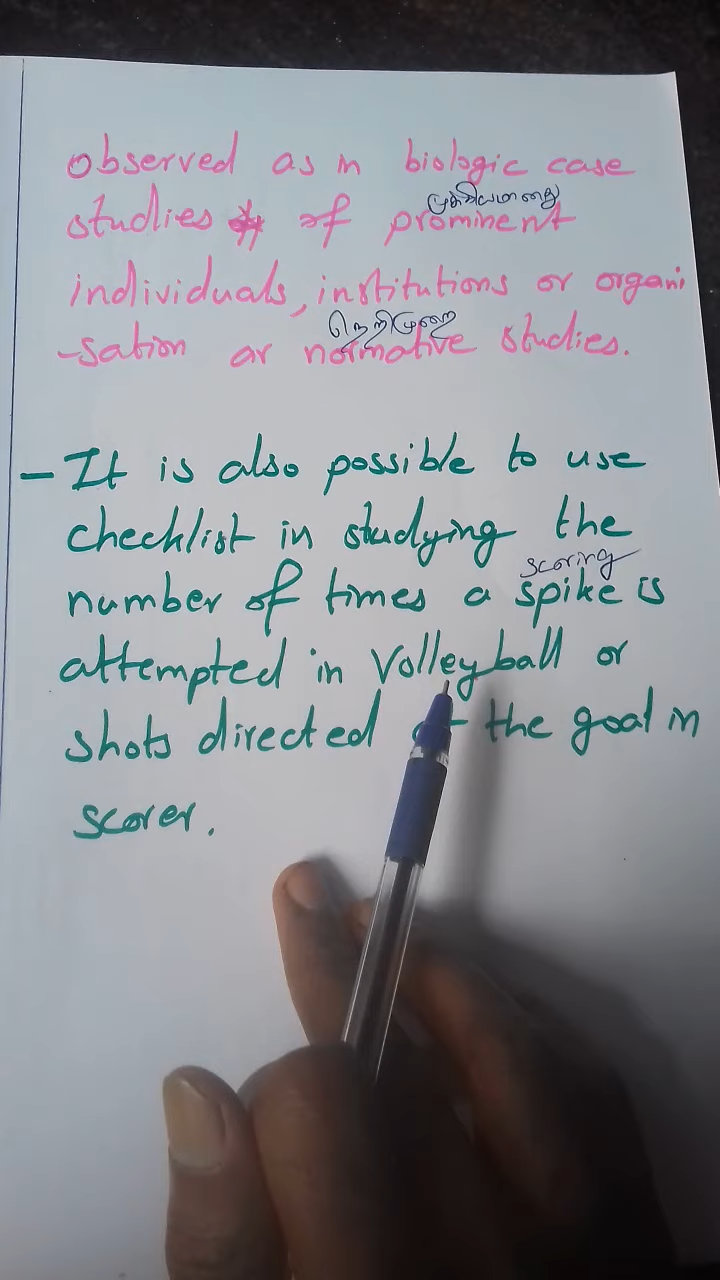 observed as in biologic case
முக்கியமானது
studies of prominent
individuals, institutions or organi
நெறிமுறை
-sation or normative studies.
- It is also possible to use
checklist in studying the
scoring
number of times a spike is
attempted in Volleyball or
shots directed the goal in
scorer.